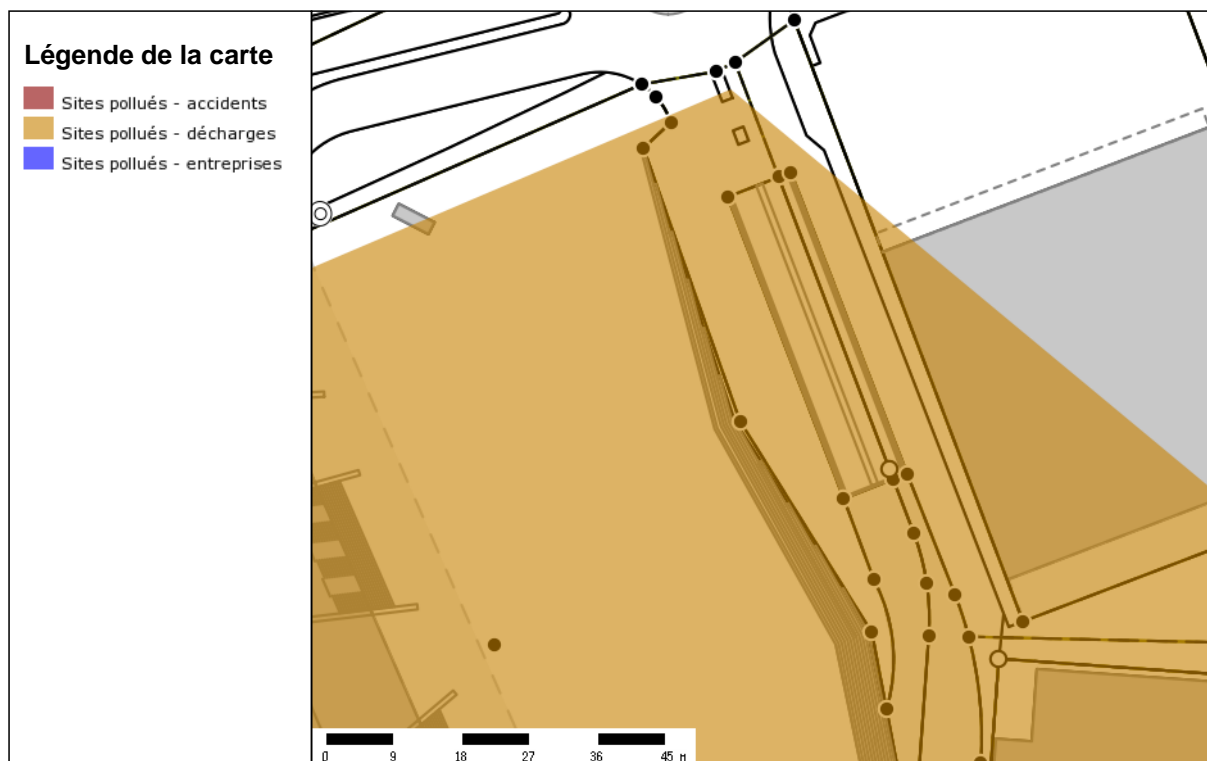 Légende de la carte
Sites pollués - accidents
Sites pollués - décharges
Sites pollués - entreprises
0 9 18 27 36 45 M